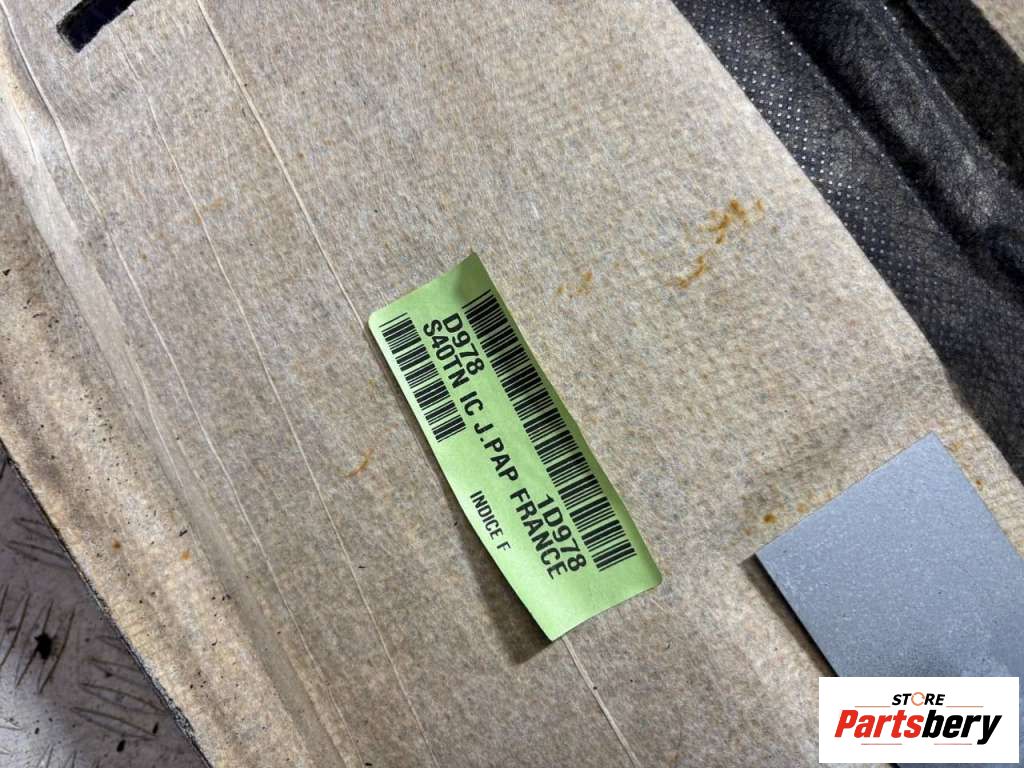 D978 1D978
S40TN IC J.PAP FRANCE
INDICE F
STORE
Partsbery